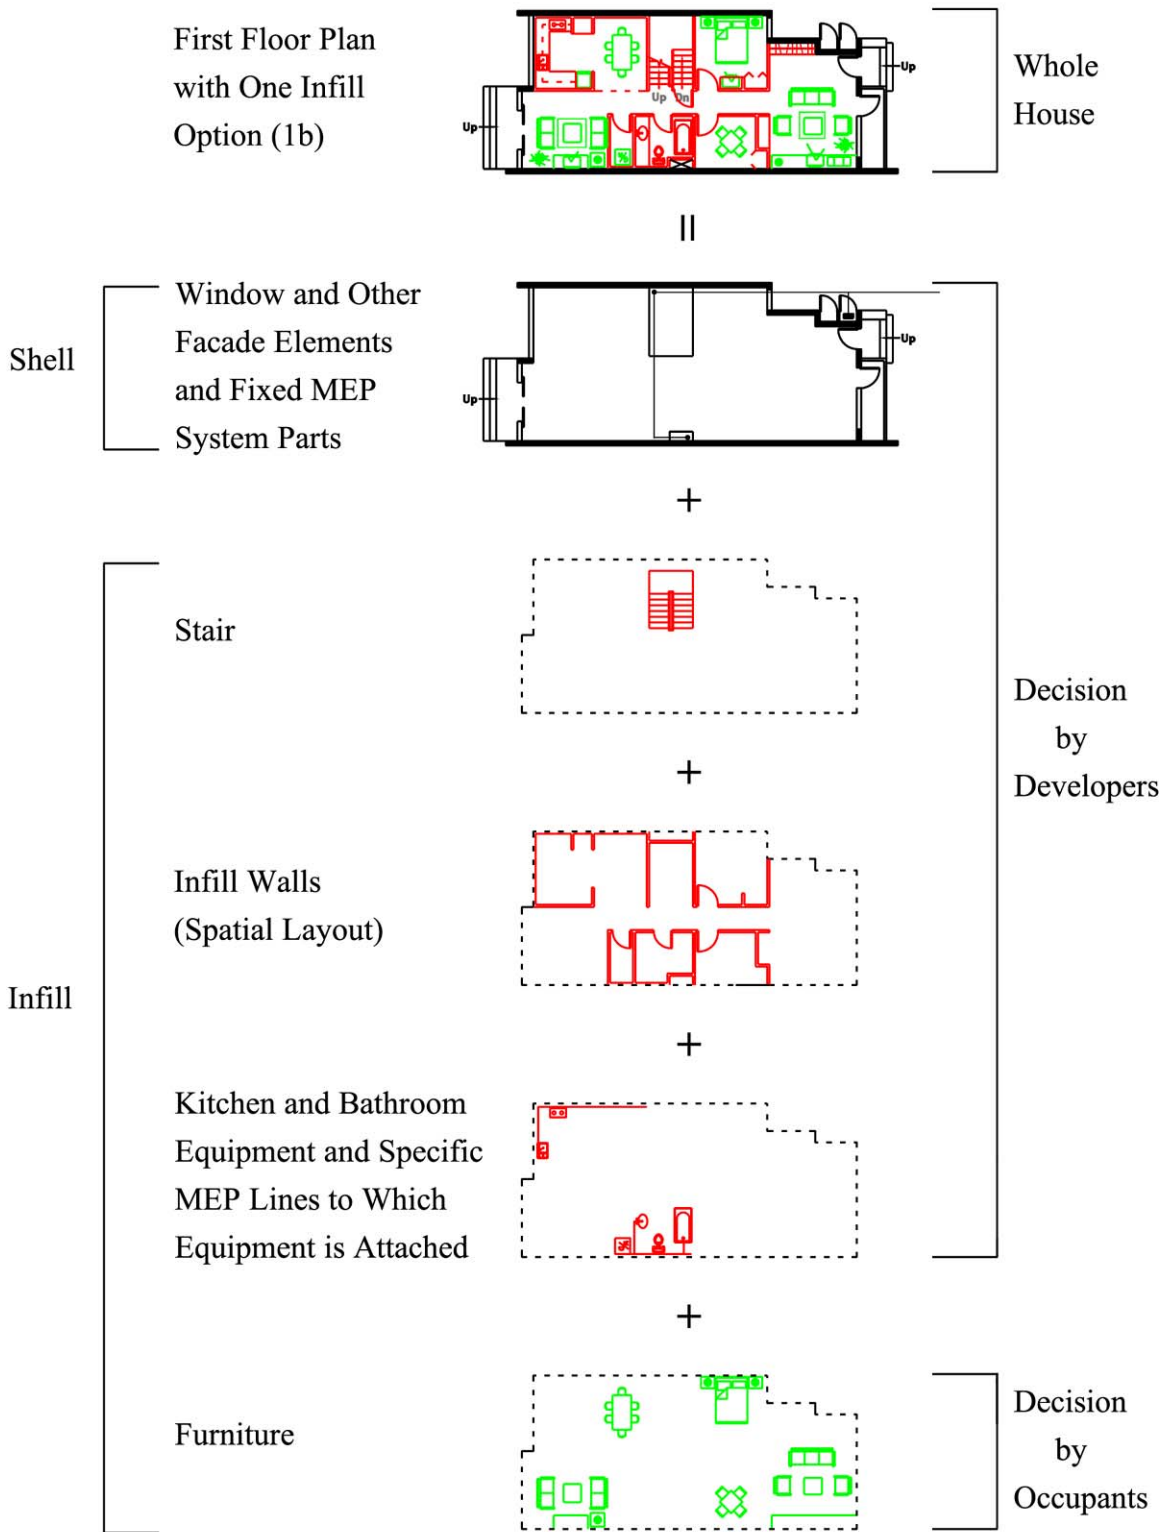 First Floor Plan
with One Infill
Option (1b)
Up
Up Dn
Up
Whole
House
Shell
Window and Other
Facade Elements
and Fixed MEP
System Parts
Up
Up
+
Infill
Stair
+
Decision
by
Developers
Infill Walls
(Spatial Layout)
+
Kitchen and Bathroom
Equipment and Specific
MEP Lines to Which
Equipment is Attached
+
Furniture
Decision
by
Occupants